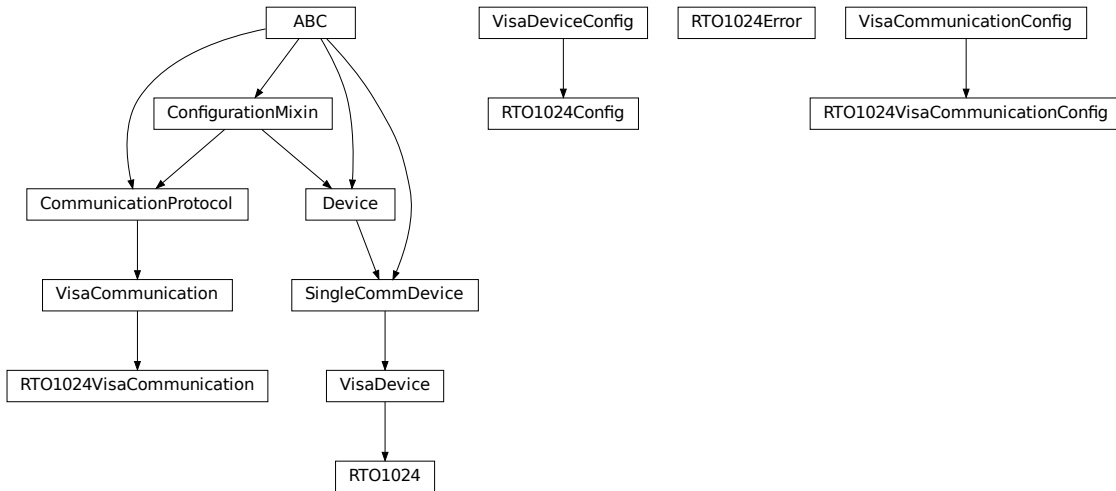 ABC
VisaDeviceConfig
RTO1024Error
VisaCommunicationConfig
ConfigurationMixin
RTO1024Config
RTO1024VisaCommunicationConfig
CommunicationProtocol
Device
VisaCommunication
SingleCommDevice
RTO1024VisaCommunication
VisaDevice
RTO1024